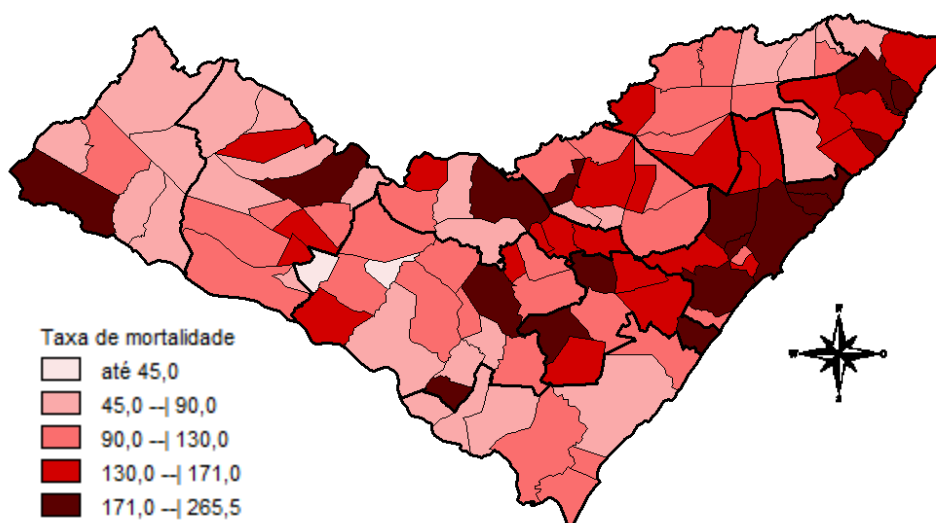 Taxa de mortalidade
até 45,0
45,0 --| 90,0
90,0 --| 130,0
130,0 --| 171,0
171,0 --| 265,5
W